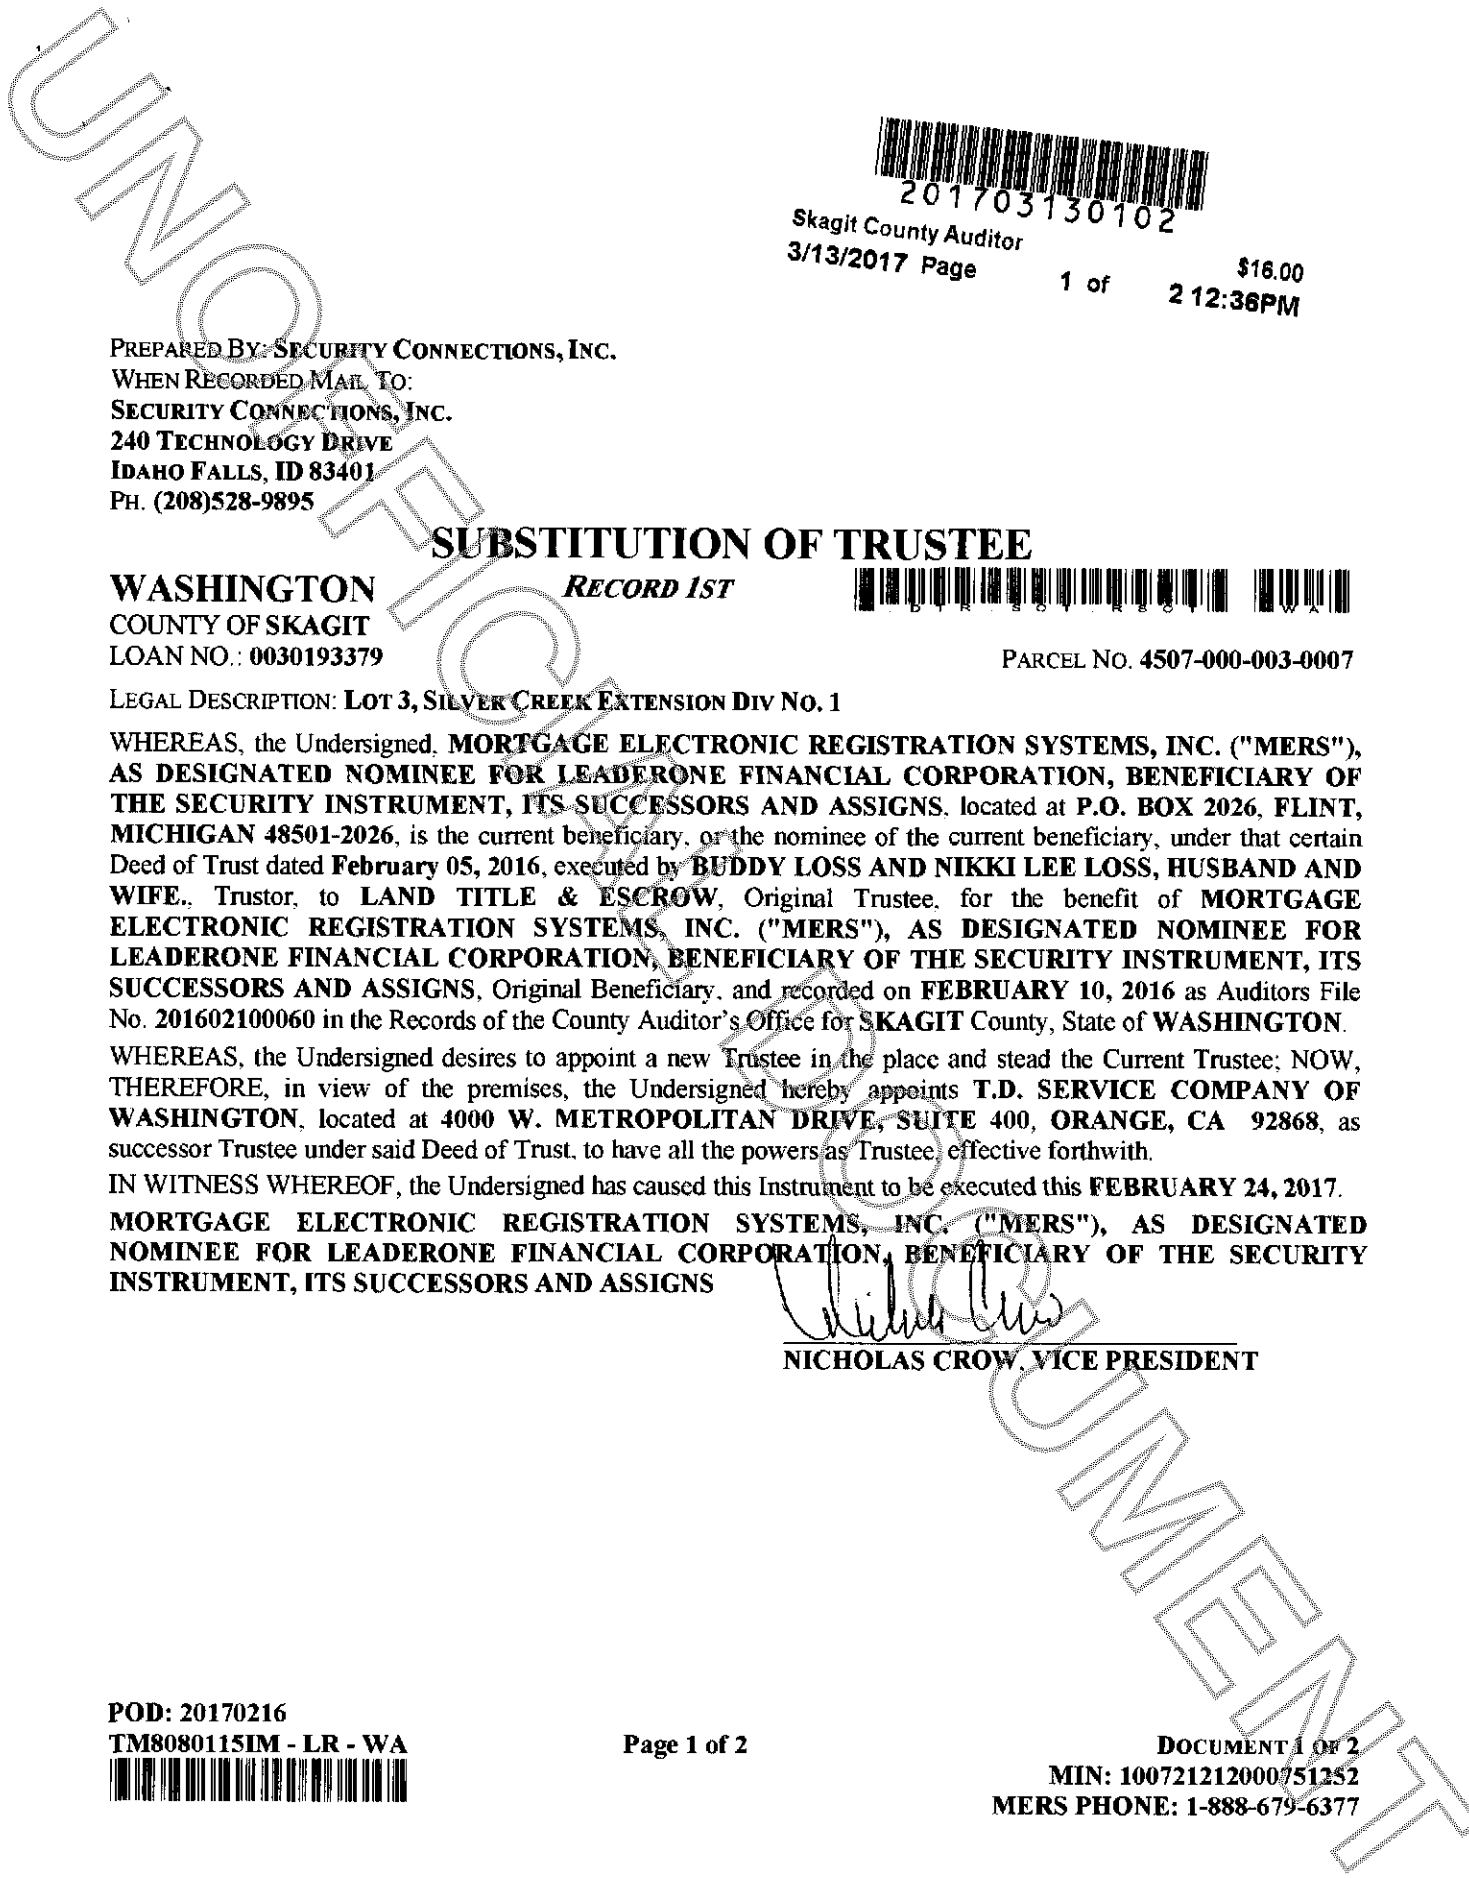 201703130102
Skagit County Auditor
$16.00
3/13/2017 Page 1 of 2 12:36PM
PREPARED BY: SECURITY CONNECTIONS, INC.
WHEN RECORDED MAIL TO:
SECURITY CONNECTIONS, INC.
240 TECHNOLOGY DRIVE
IDAHO FALLS, ID 83401
PH. (208)528-9895
SUBSTITUTION OF TRUSTEE
WASHINGTON RECORD 1ST
COUNTY OF SKAGIT
LOAN NO.: 0030193379 PARCEL NO. 4507-000-003-0007
LEGAL DESCRIPTION: LOT 3, SILVER CREEK EXTENSION DIV NO. 1
WHEREAS, the Undersigned, MORTGAGE ELECTRONIC REGISTRATION SYSTEMS, INC. ("MERS"),
AS DESIGNATED NOMINEE FOR LEADERONE FINANCIAL CORPORATION, BENEFICIARY OF
THE SECURITY INSTRUMENT, ITS SUCCESSORS AND ASSIGNS, located at P.O. BOX 2026, FLINT,
MICHIGAN 48501-2026, is the current beneficiary, or the nominee of the current beneficiary, under that certain
Deed of Trust dated February 05, 2016, executed by BUDDY LOSS AND NIKKI LEE LOSS, HUSBAND AND
WIFE., Trustor, to LAND TITLE & ESCROW, Original Trustee, for the benefit of MORTGAGE
ELECTRONIC REGISTRATION SYSTEMS, INC. ("MERS"), AS DESIGNATED NOMINEE FOR
LEADERONE FINANCIAL CORPORATION, BENEFICIARY OF THE SECURITY INSTRUMENT, ITS
SUCCESSORS AND ASSIGNS, Original Beneficiary, and recorded on FEBRUARY 10, 2016 as Auditors File
No. 201602100060 in the Records of the County Auditor's Office for SKAGIT County, State of WASHINGTON.
WHEREAS, the Undersigned desires to appoint a new Trustee in the place and stead the Current Trustee; NOW,
THEREFORE, in view of the premises, the Undersigned hereby appoints T.D. SERVICE COMPANY OF
WASHINGTON, located at 4000 W. METROPOLITAN DRIVE, SUITE 400, ORANGE, CA 92868, as
successor Trustee under said Deed of Trust, to have all the powers as Trustee, effective forthwith.
IN WITNESS WHEREOF, the Undersigned has caused this Instrument to be executed this FEBRUARY 24, 2017.
MORTGAGE ELECTRONIC REGISTRATION SYSTEMS, INC. ("MERS"), AS DESIGNATED
NOMINEE FOR LEADERONE FINANCIAL CORPORATION, BENEFICIARY OF THE SECURITY
INSTRUMENT, ITS SUCCESSORS AND ASSIGNS
NICHOLAS CROW, VICE PRESIDENT
POD: 20170216
TM8080115IM - LR - WA Page 1 of 2 DOCUMENT 1 OF 2
MIN: 100721212000751252
MERS PHONE: 1-888-679-6377
UNOFFICIAL DOCUMENT